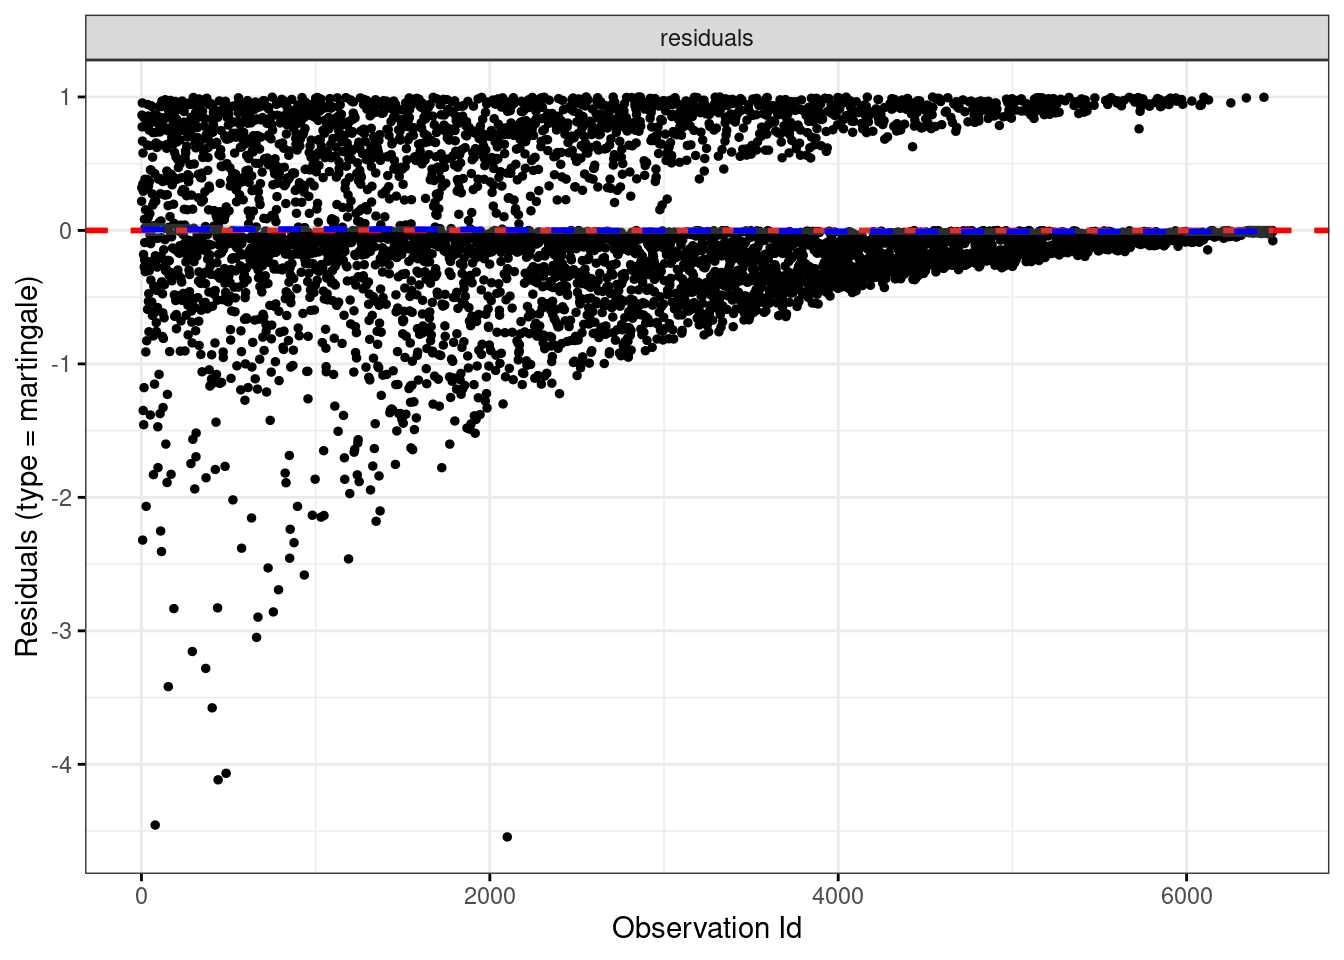 residuals
Residuals (type = martingale)
1
0
-1
-2
-3
-4
0 2000 4000 6000
Observation Id